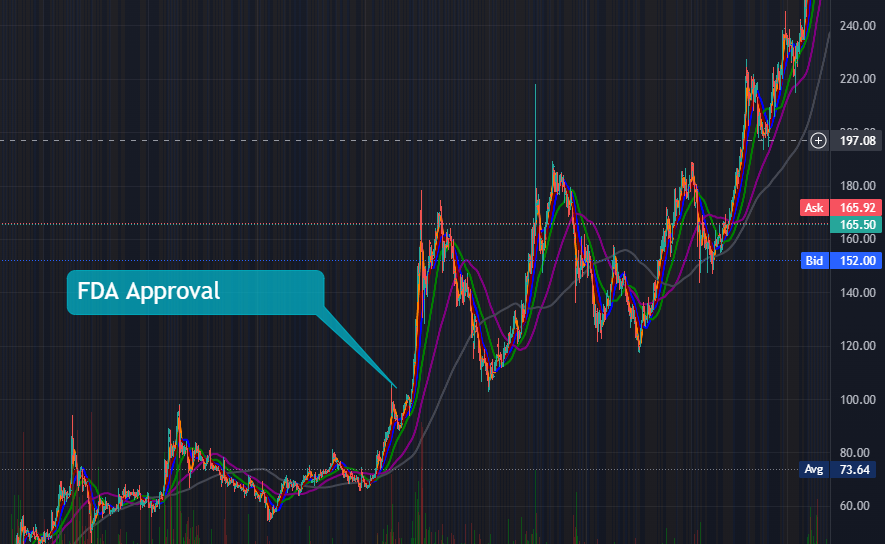 240.00
220.00
197.08
180.00
Ask 165.92
165.50
160.00
Bid 152.00
FDA Approval
140.00
120.00
100.00
80.00
Avg 73.64
60.00